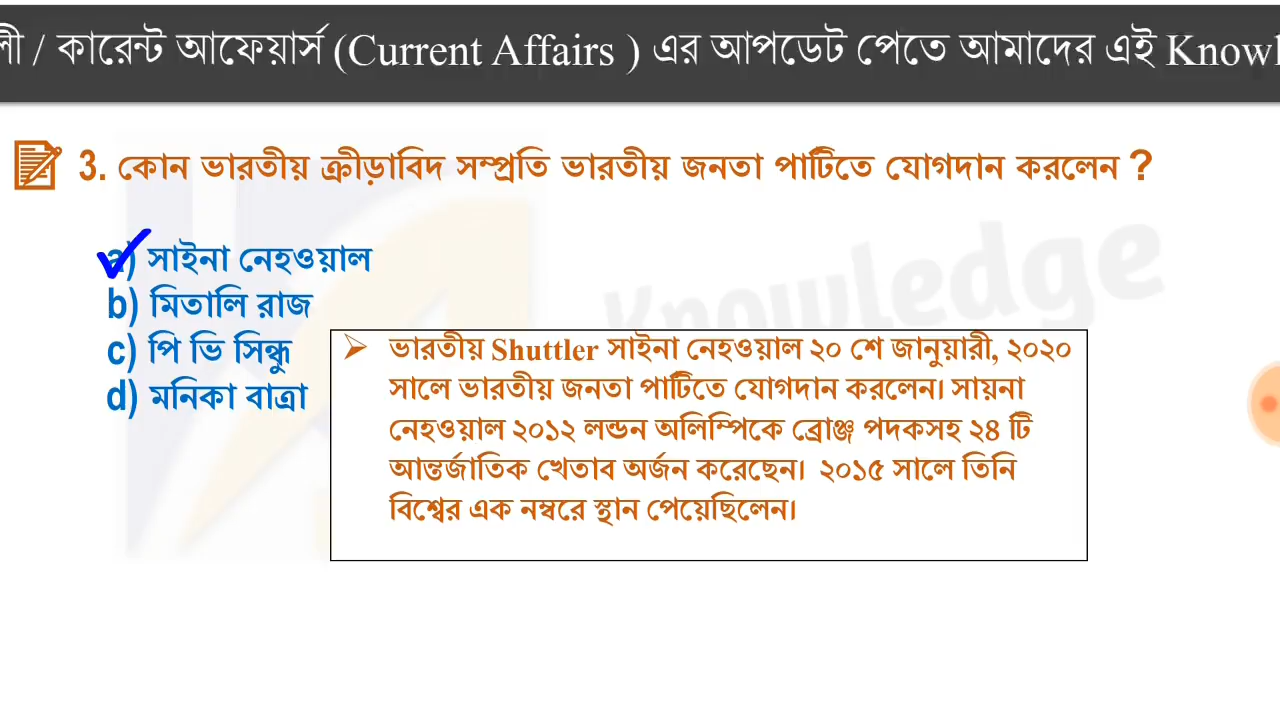 লী / কারেন্ট আফেয়ার্স (Current Affairs ) এর আপডেট পেতে আমাদের এই Knowl
3. কোন ভারতীয় ক্রীড়াবিদ সম্প্রতি ভারতীয় জনতা পার্টিতে যোগদান করলেন ?
a) সাইনা নেহওয়াল
b) মিতালি রাজ
c) পি ভি সিন্ধু
d) মনিকা বাত্রা
Knowledge
➢ ভারতীয় Shuttler সাইনা নেহওয়াল ২০ শে জানুয়ারী, ২০২০
সালে ভারতীয় জনতা পার্টিতে যোগদান করলেন। সায়না
নেহওয়াল ২০১২ লন্ডন অলিম্পিকে ব্রোঞ্জ পদকসহ ২৪ টি
আন্তর্জাতিক খেতাব অর্জন করেছেন। ২০১৫ সালে তিনি
বিশ্বের এক নম্বরে স্থান পেয়েছিলেন।